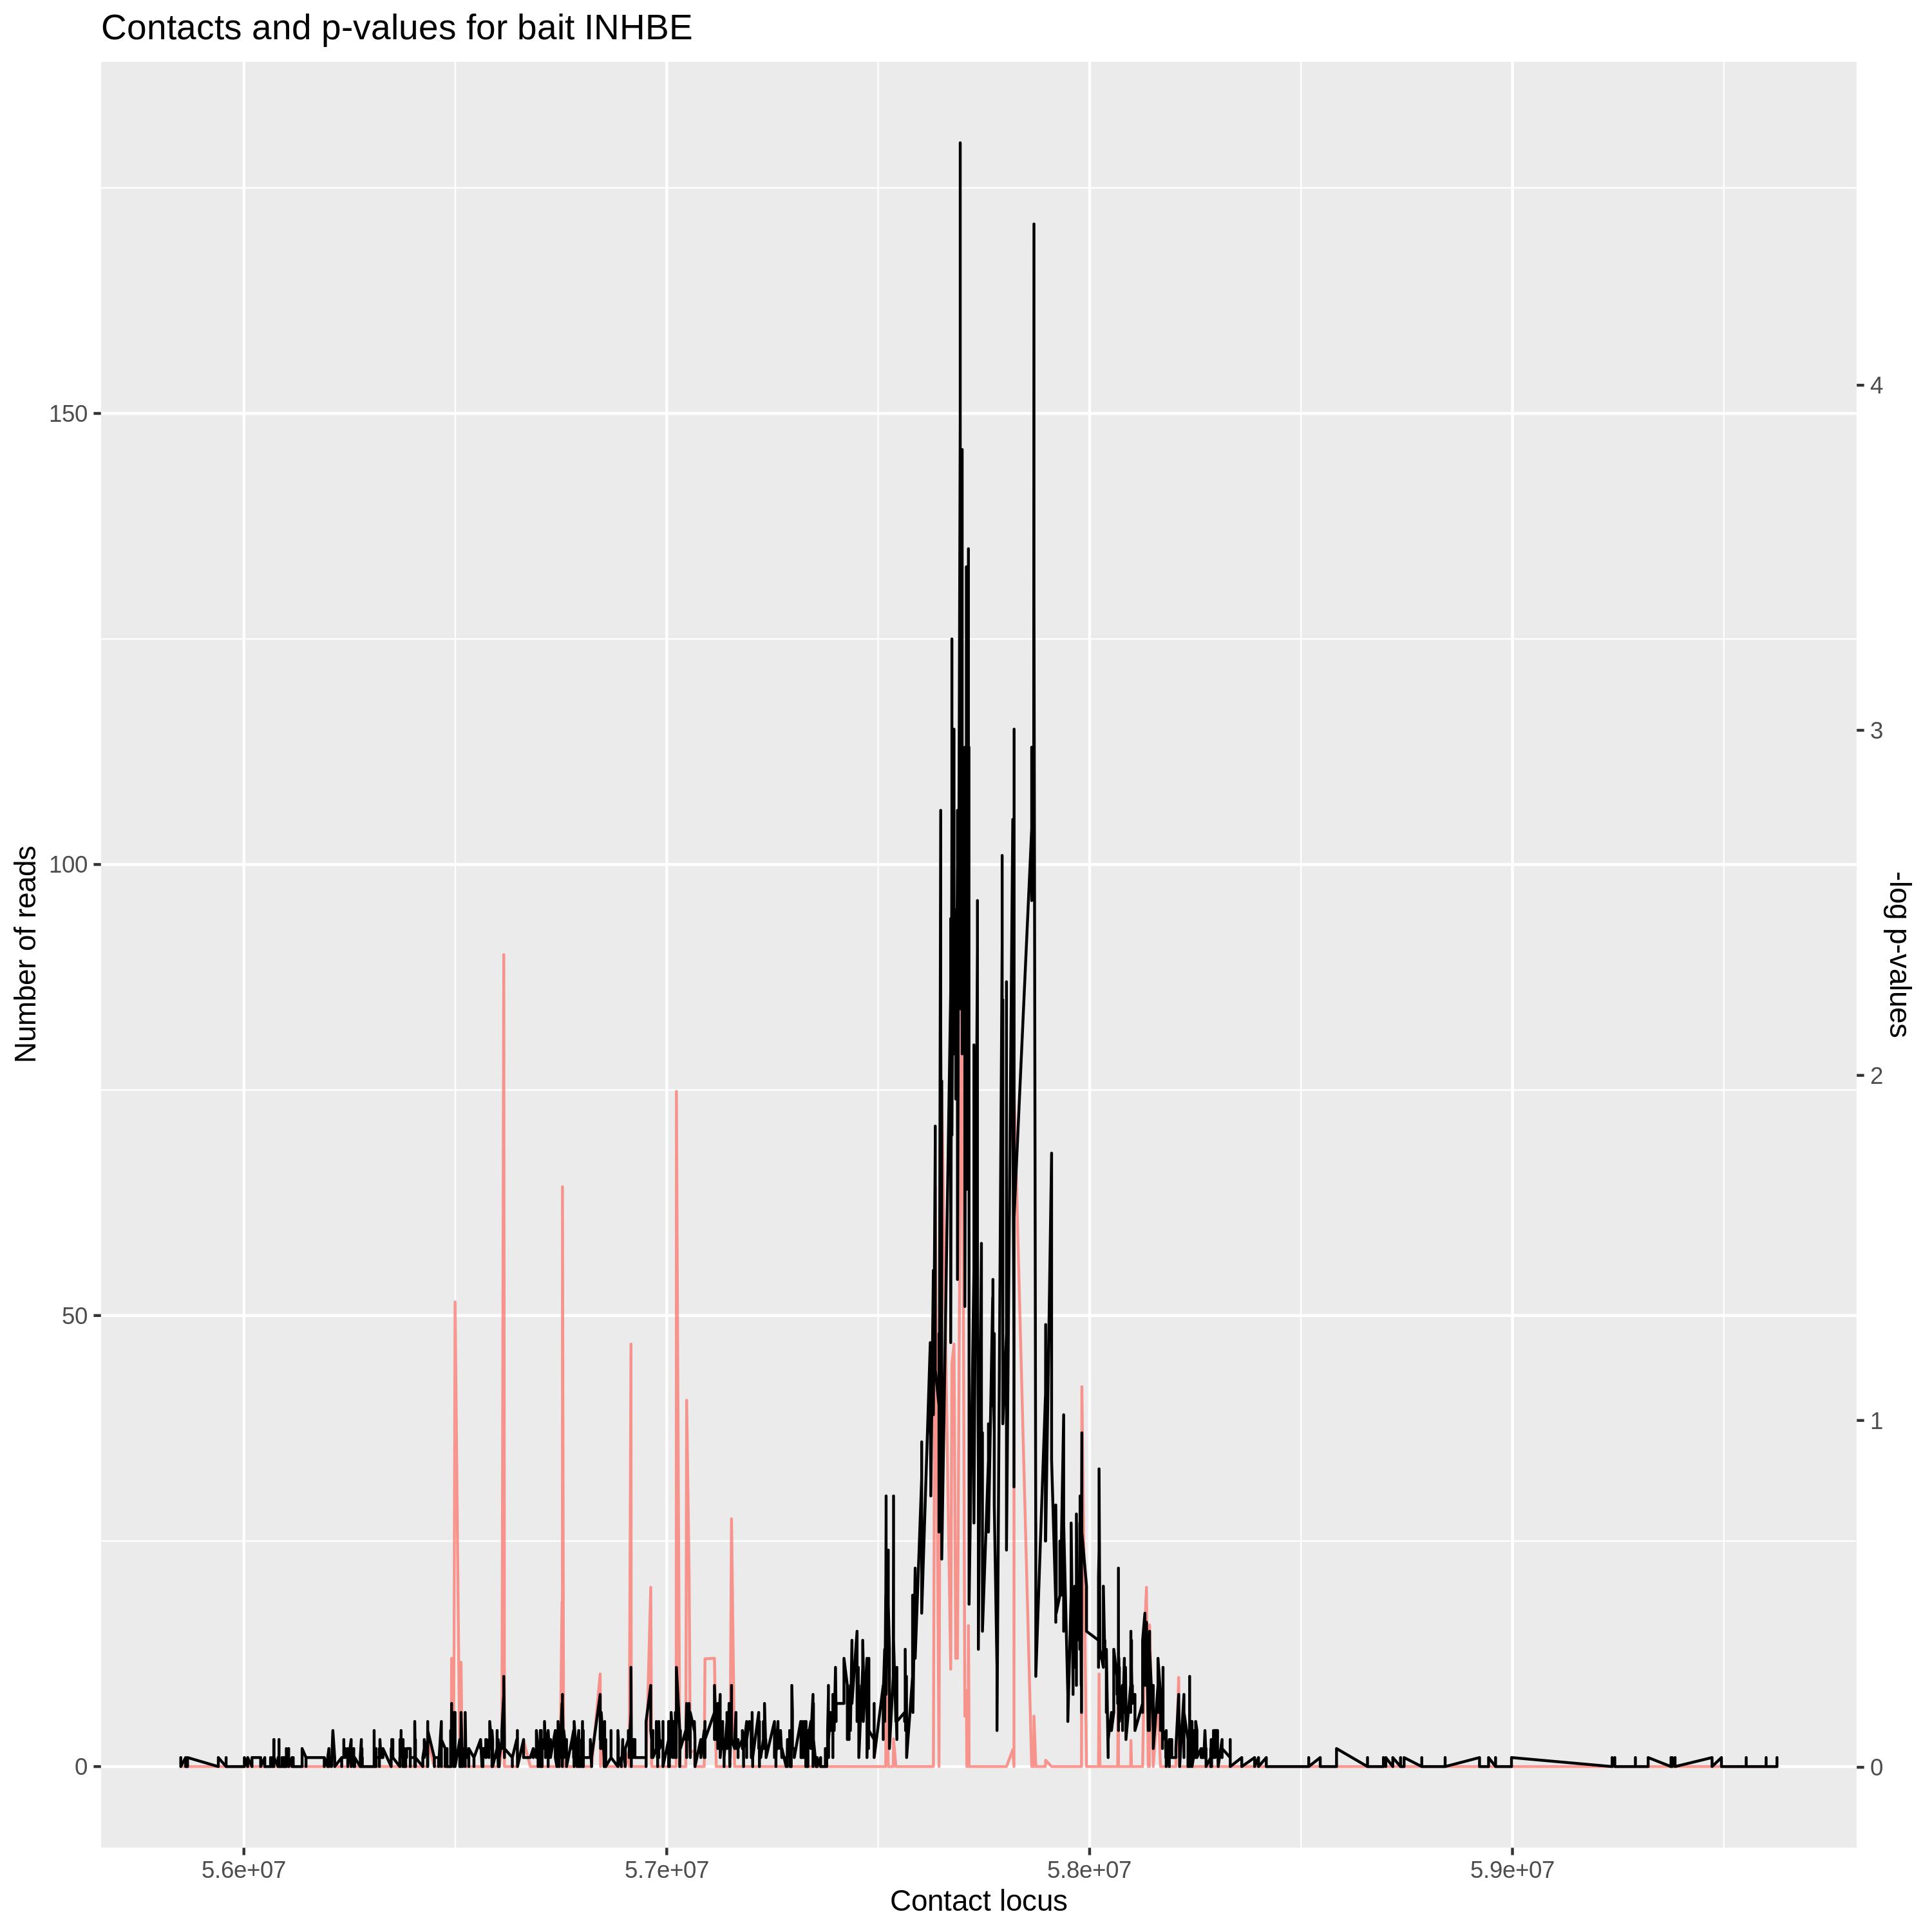 Contacts and p-values for bait INHBE
150
100
50
0
4
3
2
1
0
Number of reads
-log p-values
5.6e+07
5.7e+07
5.8e+07
5.9e+07
Contact locus